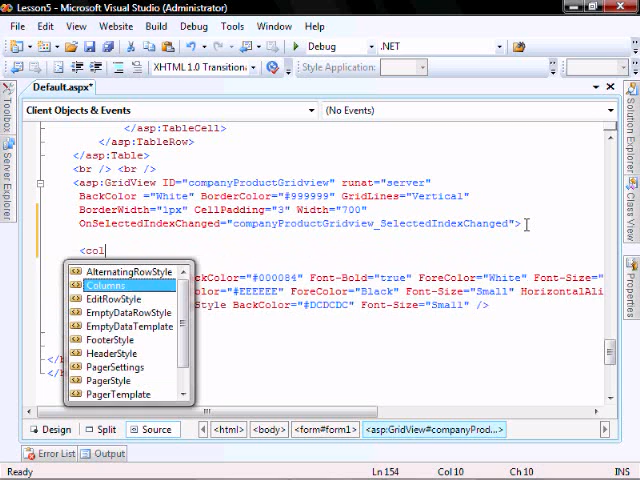 Lesson5 - Microsoft Visual Studio (Administrator)
File Edit View Website Build Debug Tools Window Help
Debug .NET
XHTML 1.0 Transition Style Application:
Default.aspx*
Client Objects & Events (No Events)
</asp:TableCell>
</asp:TableRow>
</asp:Table>
<br /> <br />
<asp:GridView ID="companyProductGridview" runat="server"
BackColor ="White" BorderColor="#999999" GridLines="Vertical"
BorderWidth="1px" CellPadding="3" Width="700"
OnSelectedIndexChanged="companyProductGridview_SelectedIndexChanged">
<col
AlternatingRowStyle
Columns BackColor="#000084" Font-Bold="true" ForeColor="White" Font-Size="
EditRowStyle Color="#EEEEEE" ForeColor="Black" Font-Size="Small" HorizontalAli
EmptyDataRowStyle Style BackColor="#DCDCDC" Font-Size="Small" />
EmptyDataTemplate
FooterStyle
HeaderStyle
PagerSettings
PagerStyle
PagerTemplate
Toolbox
Server Explorer
Solution Explorer
Class View
Properties
Design Split Source <html> <body> <form#form1> <asp:GridView#companyProd...>
Error List Output
Ready Ln 154 Col 10 Ch 10 INS